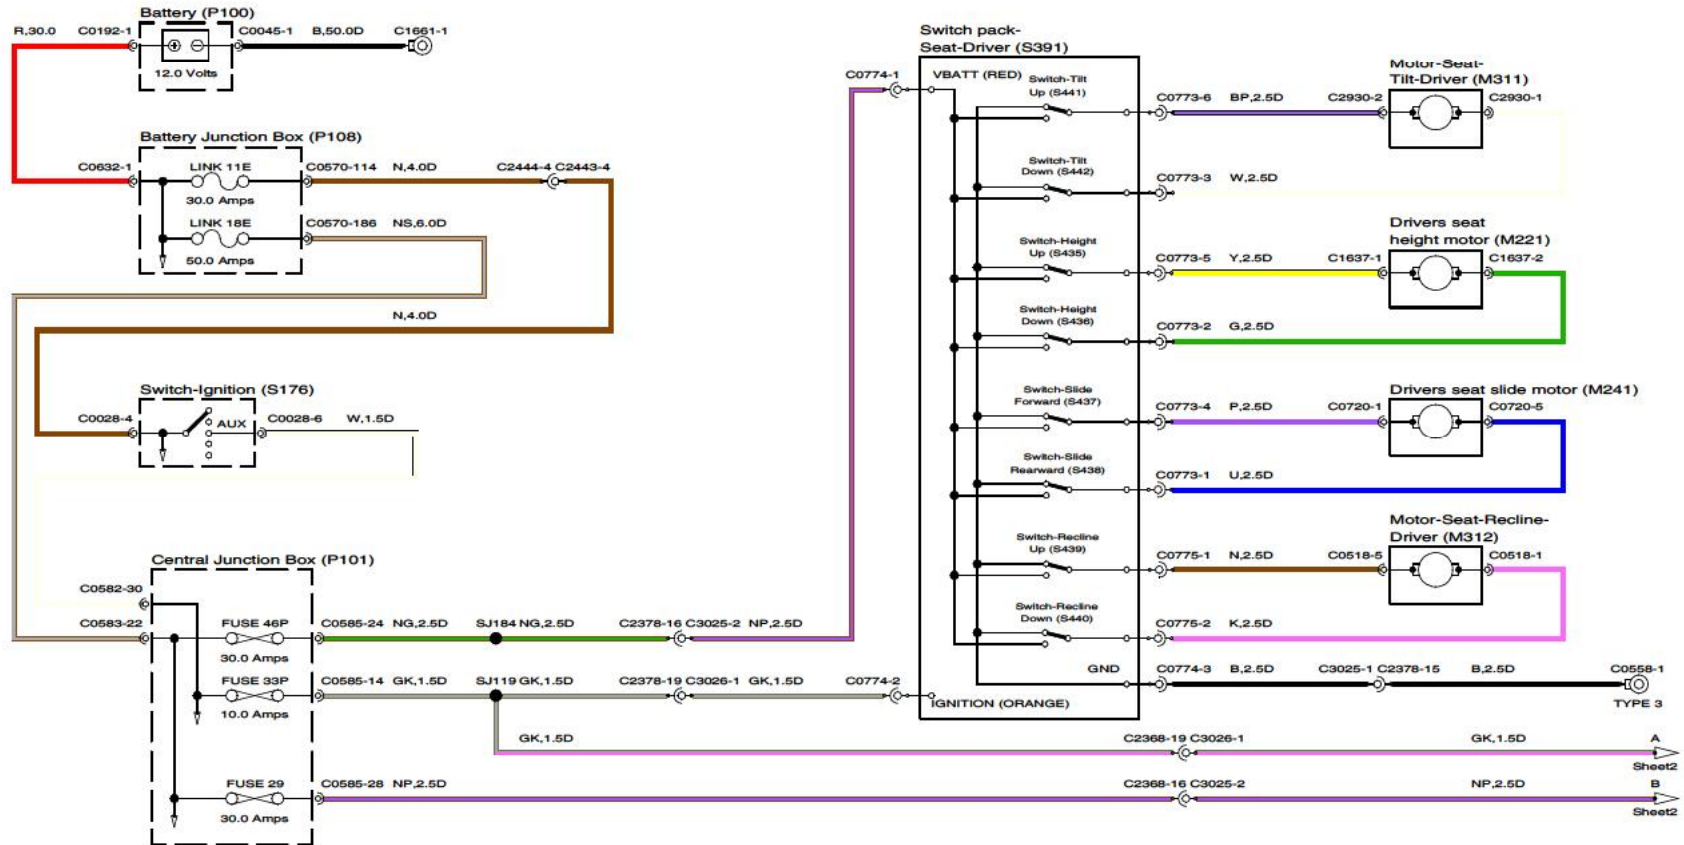 Battery (P100)
R,30.0 C0192-1 C0045-1 B,50.0D C1661-1
12.0 Volts
Battery Junction Box (P108)
C0632-1 LINK 11E C0570-114 N,4.0D C2444-4 C2443-4
30.0 Amps
LINK 18E C0570-186 NS,6.0D
50.0 Amps
N,4.0D
Switch-Ignition (S176)
C0028-4 AUX C0028-6 W,1.5D
Central Junction Box (P101)
C0582-30
C0583-22 FUSE 46P C0585-24 NG,2.5D SJ184 NG,2.5D C2378-16 C3025-2 NP,2.5D
30.0 Amps
FUSE 33P C0585-14 GK,1.5D SJ119 GK,1.5D C2378-19 C3026-1 GK,1.5D C0774-2
10.0 Amps
GK,1.5D C2368-19 C3026-1 GK,1.5D A
Sheet2
FUSE 29 C0585-28 NP,2.5D C2368-16 C3025-2 NP,2.5D B
Sheet2
30.0 Amps
Switch pack-
Seat-Driver (S391)
C0774-1 VBATT (RED)
Switch-Tilt
Up (S441)
C0773-6 BP,2.5D C2930-2 C2930-1
Motor-Seat-
Tilt-Driver (M311)
Switch-Tilt
Down (S442)
C0773-3 W,2.5D
Drivers seat
height motor (M221)
Switch-Height
Up (S435)
C0773-5 Y,2.5D C1637-1 C1637-2
Switch-Height
Down (S436)
C0773-2 G,2.5D
Drivers seat slide motor (M241)
Switch-Slide
Forward (S437)
C0773-4 P,2.5D C0720-1 C0720-5
Switch-Slide
Rearward (S438)
C0773-1 U,2.5D
Motor-Seat-Recline-
Driver (M312)
Switch-Recline
Up (S439)
C0775-1 N,2.5D C0518-5 C0518-1
Switch-Recline
Down (S440)
C0775-2 K,2.5D
GND C0774-3 B,2.5D C3025-1 C2378-15 B,2.5D C0558-1
TYPE 3
IGNITION (ORANGE)